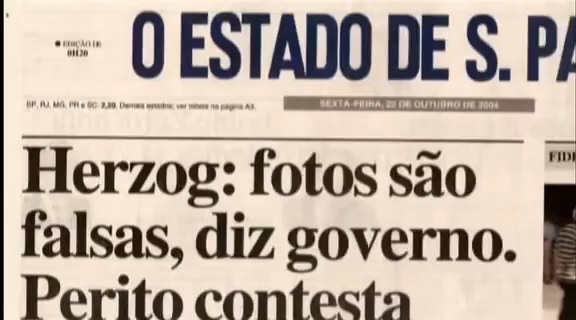 ● EDIÇÃO DE
0H20
O ESTADO DE S. PA
SP, RJ, MG, PR e SC: 2,20. Demais estados: ver tabela na página A3.
SEXTA-FEIRA, 22 DE OUTUBRO DE 2004
Herzog: fotos são
falsas, diz governo.
Perito contesta
FID